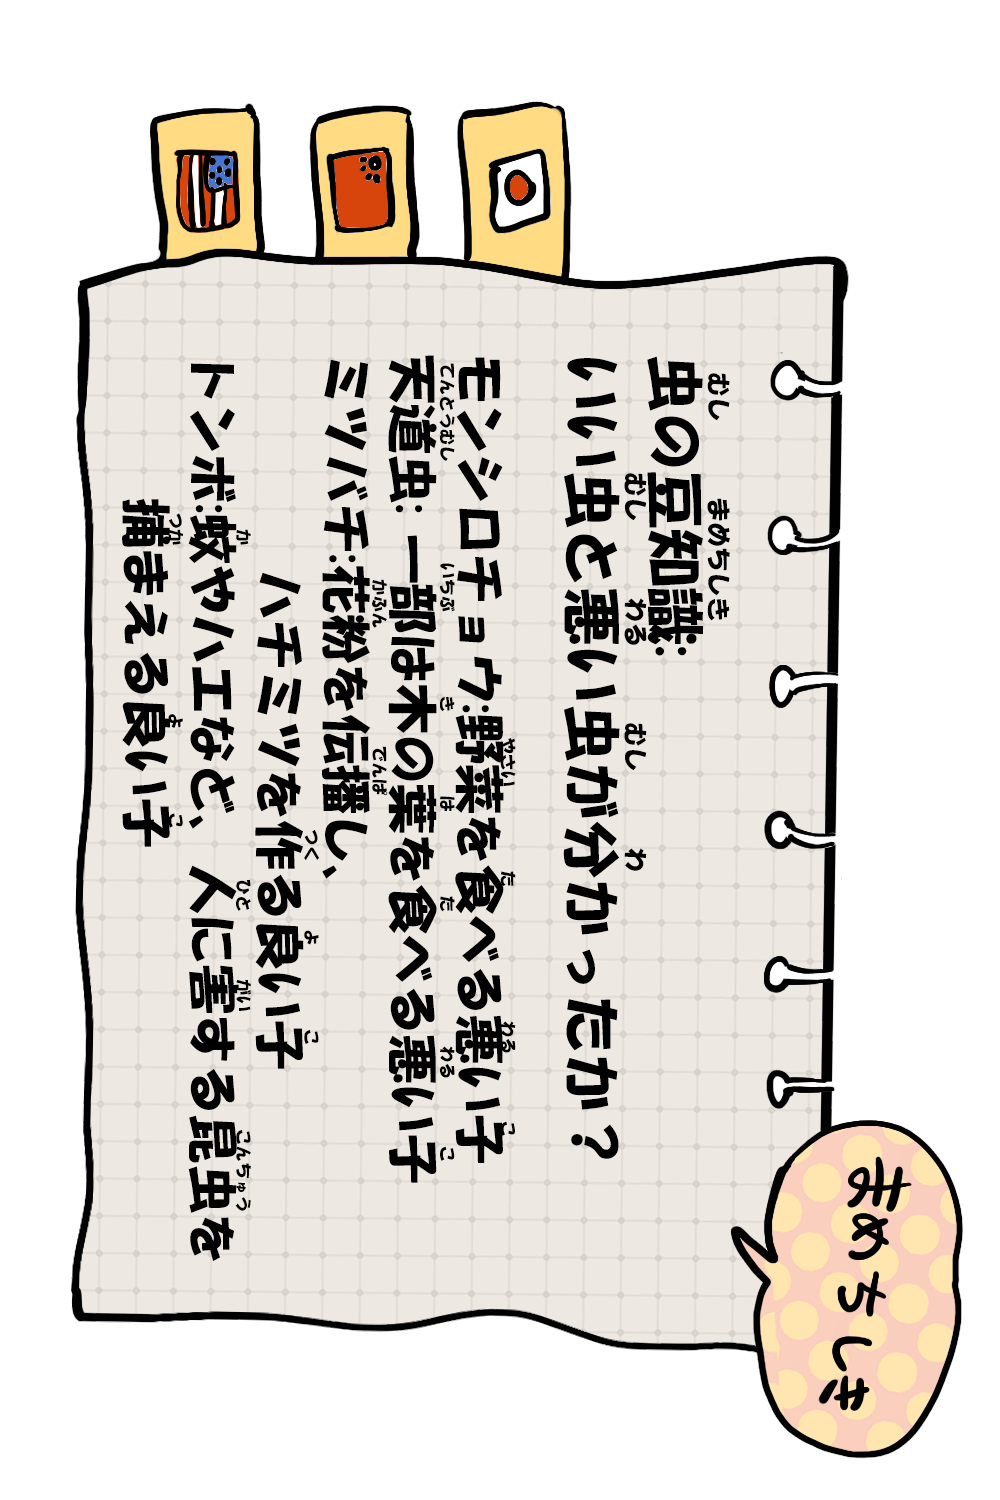 まめちしき
虫の豆知識:
いい虫と悪い虫が分かったか?
モンシロチョウ:野菜を食べる悪い子
天道虫: 一部は木の葉を食べる悪い子
ミツバチ:花粉を伝播し、
ハチミツを作る良い子
トンボ:蚊やハエなど、人に害する昆虫を
捕まえる良い子